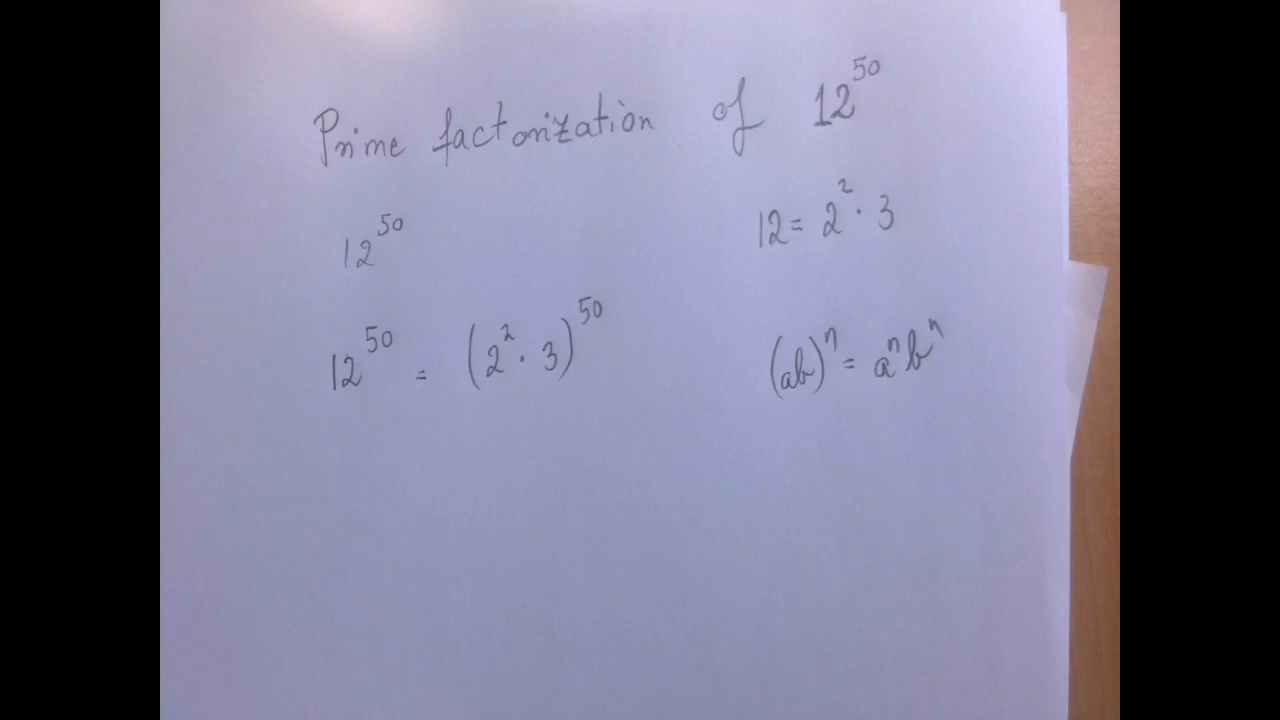 Prime factorization of 12^50
12^50 12 = 2^2 · 3
12^50 = (2^2 · 3)^50 (ab)^n = a^n b^n